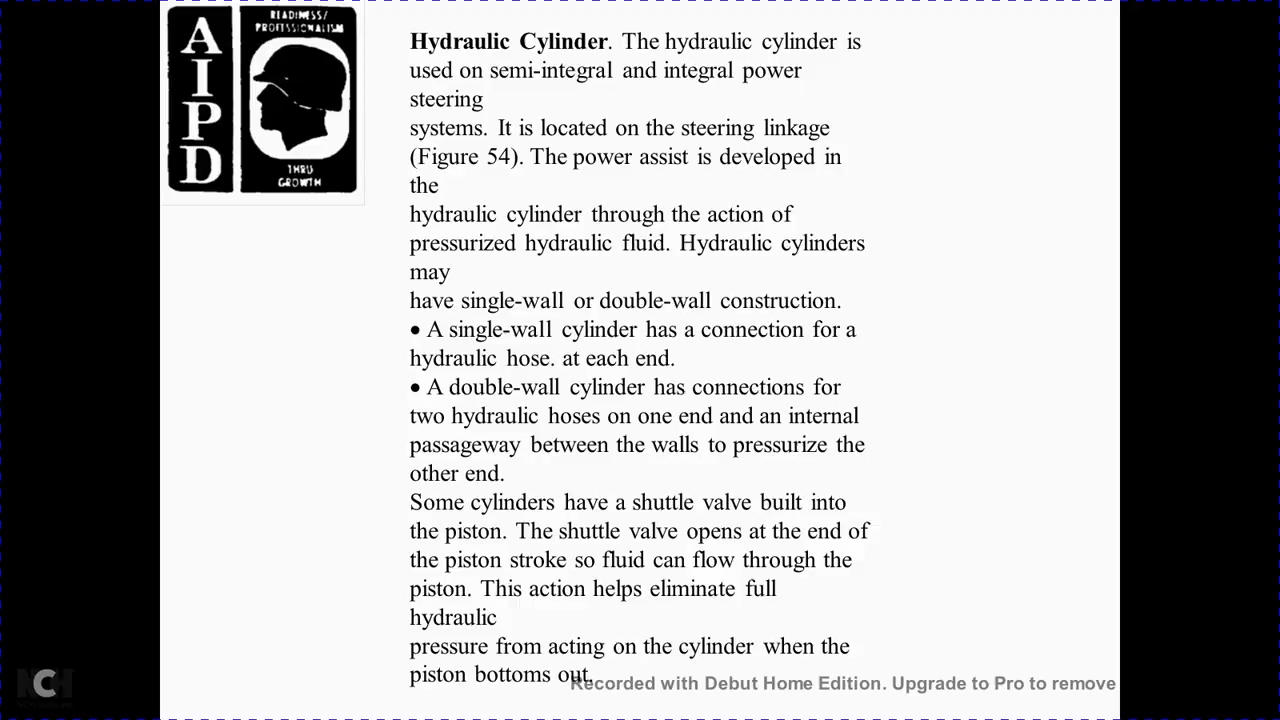 A
I
P
D
READINESS/
PROFESSIONALISM
THRU
GROWTH
Hydraulic Cylinder. The hydraulic cylinder is
used on semi-integral and integral power
steering
systems. It is located on the steering linkage
(Figure 54). The power assist is developed in
the
hydraulic cylinder through the action of
pressurized hydraulic fluid. Hydraulic cylinders
may
have single-wall or double-wall construction.
• A single-wall cylinder has a connection for a
hydraulic hose. at each end.
• A double-wall cylinder has connections for
two hydraulic hoses on one end and an internal
passageway between the walls to pressurize the
other end.
Some cylinders have a shuttle valve built into
the piston. The shuttle valve opens at the end of
the piston stroke so fluid can flow through the
piston. This action helps eliminate full
hydraulic
pressure from acting on the cylinder when the
piston bottoms out.
Recorded with Debut Home Edition. Upgrade to Pro to remove
NCH